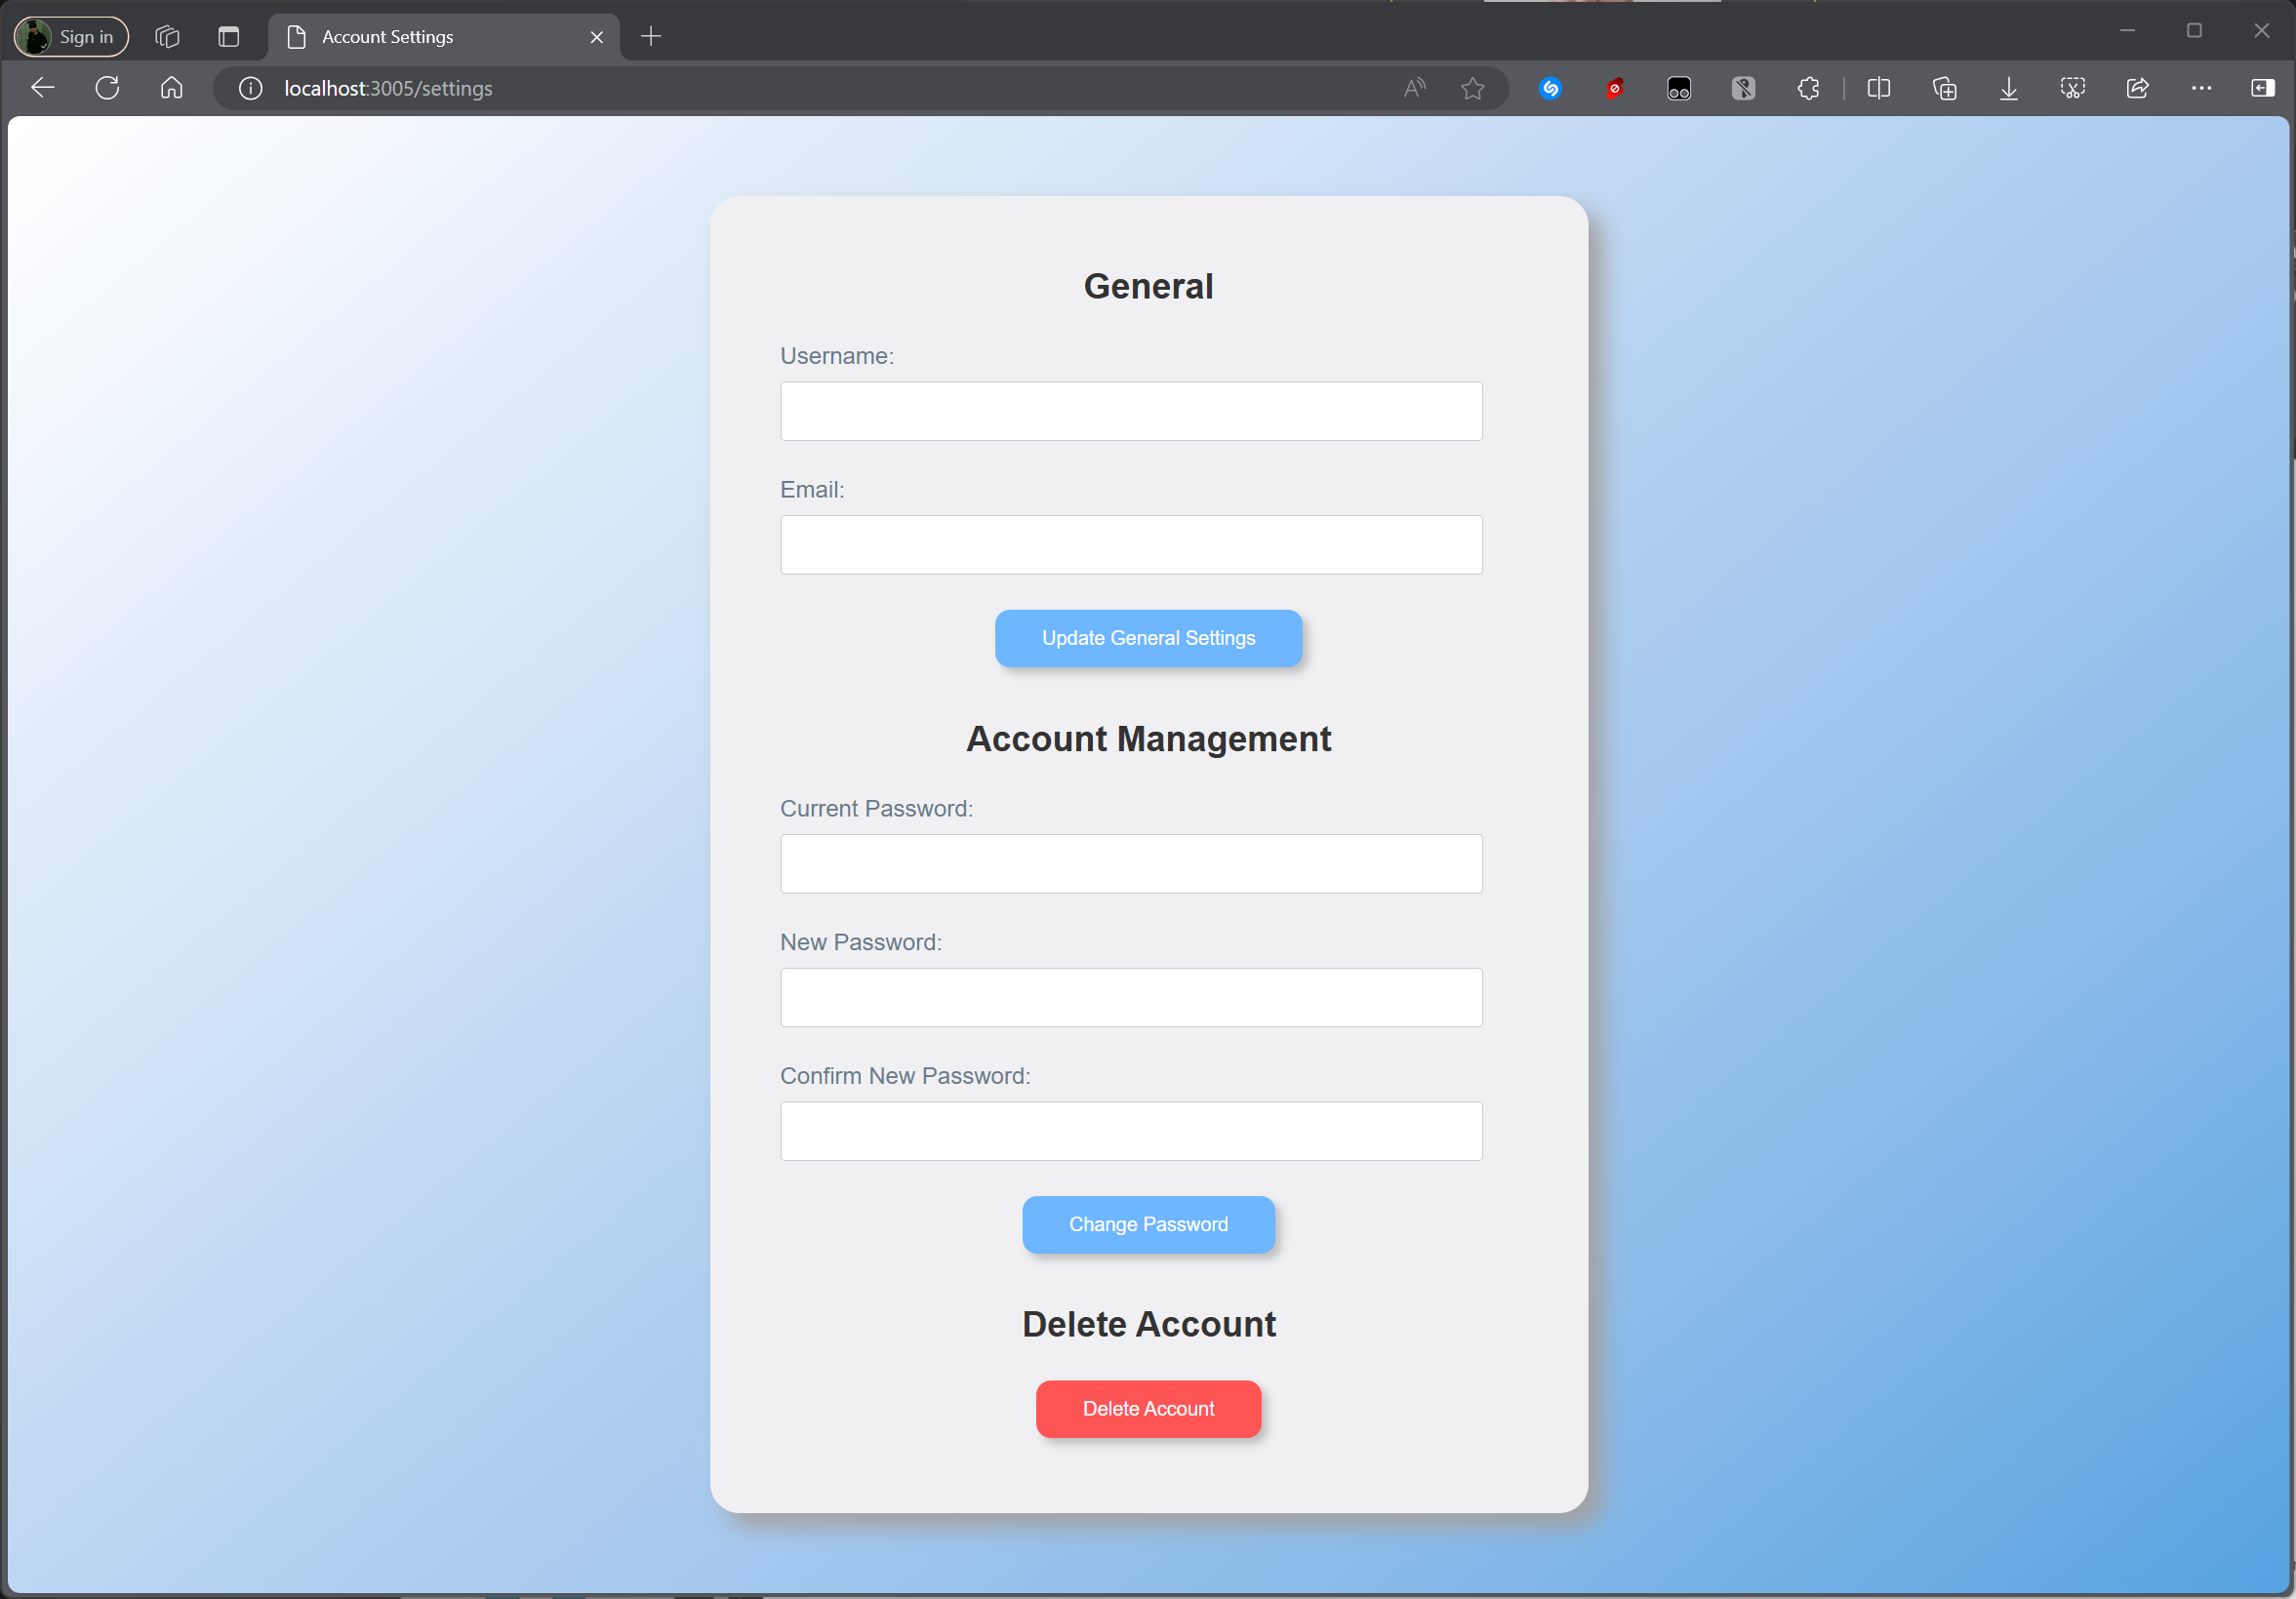 Sign in
Account Settings
localhost:3005/settings
General
Username:
Email:
Update General Settings
Account Management
Current Password:
New Password:
Confirm New Password:
Change Password
Delete Account
Delete Account